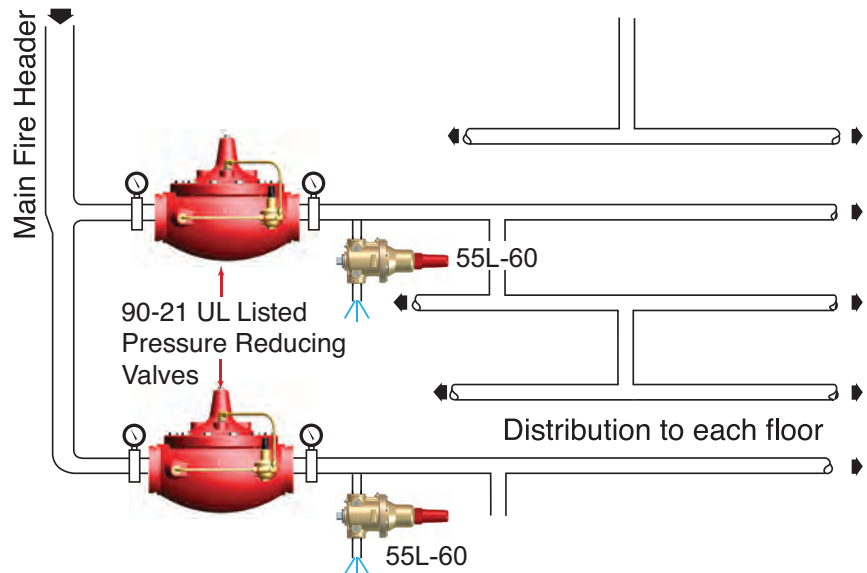 Main Fire Header
55L-60
90-21 UL Listed
Pressure Reducing
Valves
Distribution to each floor
55L-60